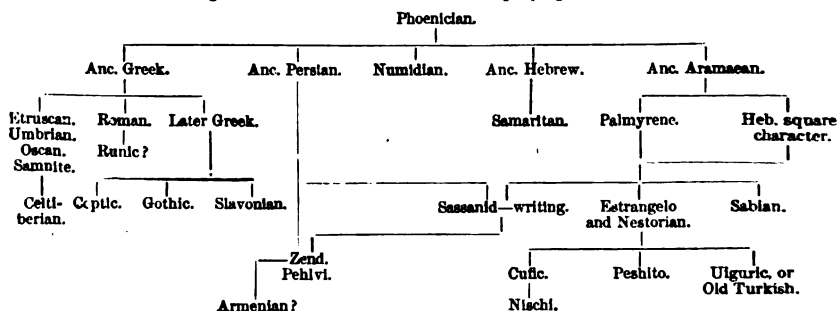 Phoenician.
Anc. Greek. Anc. Persian. Numidian. Anc. Hebrew. Anc. Aramaean.
Etruscan. Roman. Later Greek. Samaritan. Palmyrene. Heb. square
Umbrian. character.
Oscan. Runic?
Samnite.
Celti- Coptic. Gothic. Slavonian. Sassanid—writing. Estrangelo Sabian.
berian. and Nestorian.
Zend.
Pehlvi. Cufic. Peshito. Uiguric, or
Old Turkish.
Armenian? Nischi.